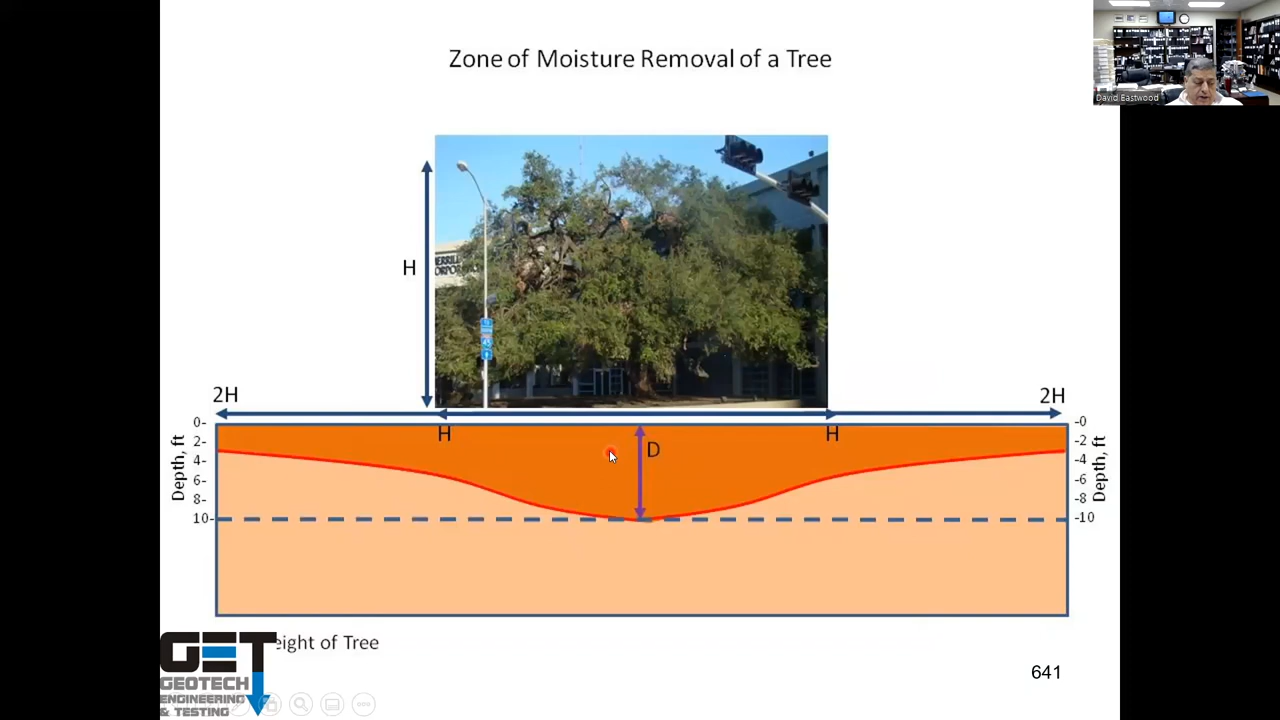 Zone of Moisture Removal of a Tree
David Eastwood
H
2H
2H
H
H
D
Depth, ft
0-
2-
4-
6-
8-
10-
-0
-2
-4
-6
-8
-10
Depth, ft
eight of Tree
GET
GEOTECH
ENGINEERING
& TESTING
641